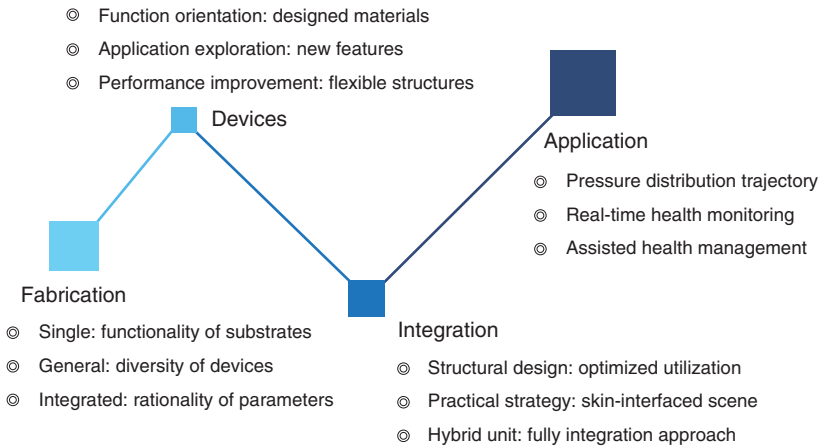 ◎ Function orientation: designed materials
◎ Application exploration: new features
◎ Performance improvement: flexible structures
Devices
Application
◎ Pressure distribution trajectory
◎ Real-time health monitoring
◎ Assisted health management
Fabrication
◎ Single: functionality of substrates
◎ General: diversity of devices
◎ Integrated: rationality of parameters
Integration
◎ Structural design: optimized utilization
◎ Practical strategy: skin-interfaced scene
◎ Hybrid unit: fully integration approach